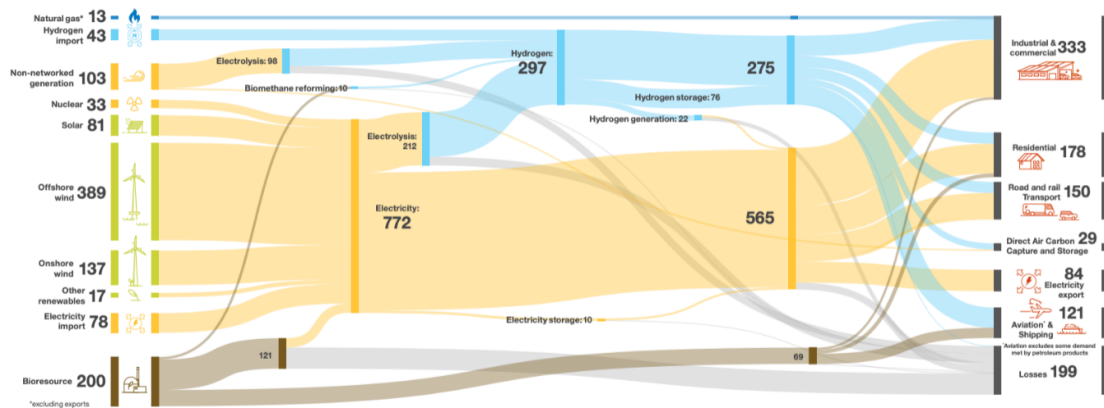 Natural gas* 13
Hydrogen
import 43
Non-networked
generation 103
Nuclear 33
Solar 81
Offshore
wind 389
Onshore
wind 137
Other
renewables 17
Electricity
import 78
Bioresource 200
*excluding exports
Electrolysis: 98
Biomethane reforming: 10
121
Electrolysis:
212
Electricity:
772
Hydrogen:
297
Hydrogen storage: 76
Hydrogen generation: 22
Electricity storage: 10
275
565
69
Industrial &
commercial 333
Residential 178
Road and rail
Transport 150
Direct Air Carbon
Capture and Storage 29
84
Electricity
export
121
Aviation* &
Shipping
*Aviation excludes some demand
met by petroleum products
Losses 199